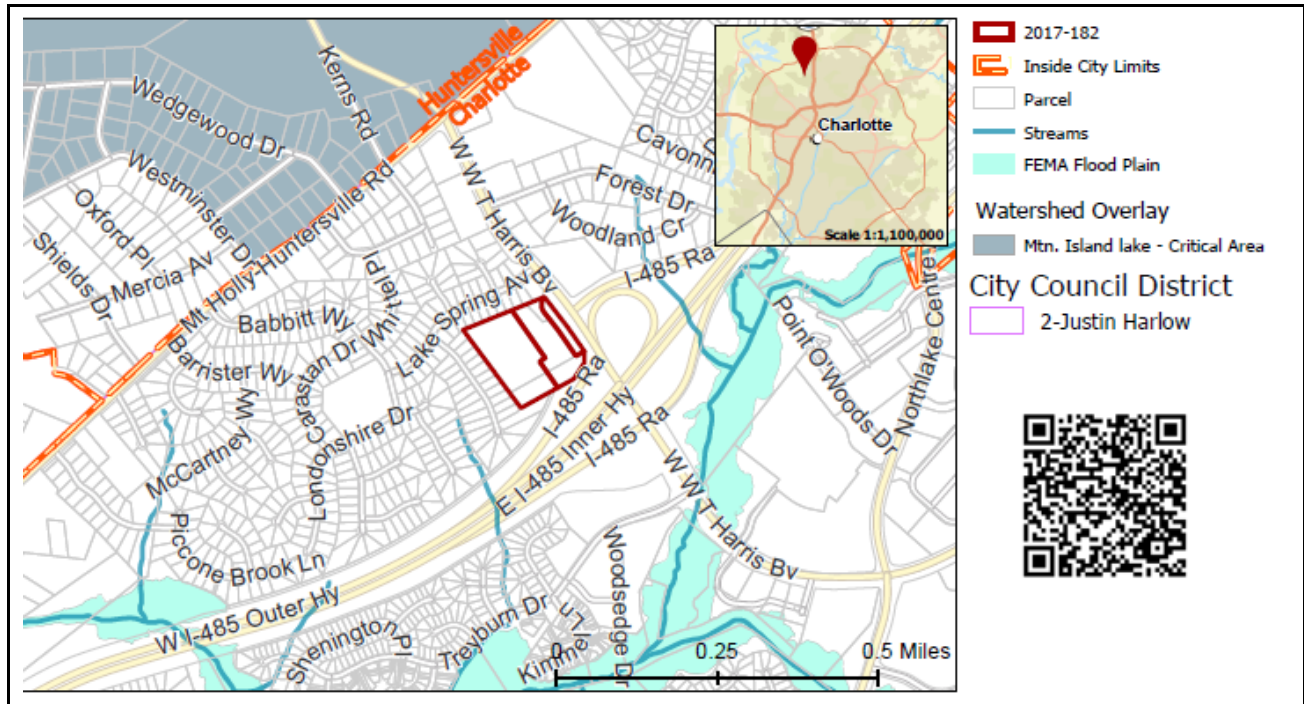 Huntersville
Charlotte
Kerns Rd
Wedgewood Dr
Westminster Dr
Oxford Pl
Shields Dr
Mercia Av
Mt Holly-Huntersville Rd
W W T Harris Bv
Cavonn
Forest Dr
Woodland Cr
I-485 Ra
Whitiel Pl
Lake Spring Av
Babbitt Wy
Barrister Wy
Carastan Dr
Londonshire Dr
McCartney Wy
I-485 Ra
E I-485 Inner Hy
I-485 Ra
Point O'Woods Dr
Northlake Centre
W W T Harris Bv
Piccone Brook Ln
W I-485 Outer Hy
Shenington Pl
Treyburn Dr
Kimmel Ln
Woodsedge Dr
0 0.25 0.5 Miles
Charlotte
Scale 1:1,100,000
2017-182
Inside City Limits
Parcel
Streams
FEMA Flood Plain
Watershed Overlay
Mtn. Island lake - Critical Area
City Council District
2-Justin Harlow